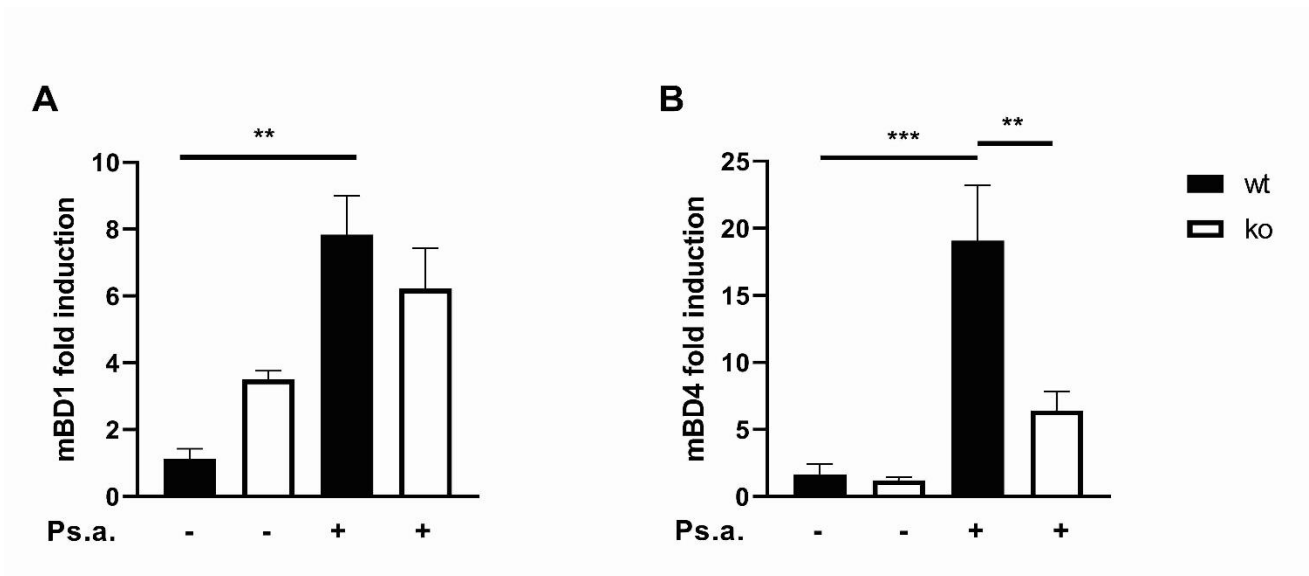 A
**
10
8
6
4
2
0
mBD1 fold induction
Ps.a. - - + +
B
***
**
25
20
15
10
5
0
mBD4 fold induction
Ps.a. - - + +
wt
ko